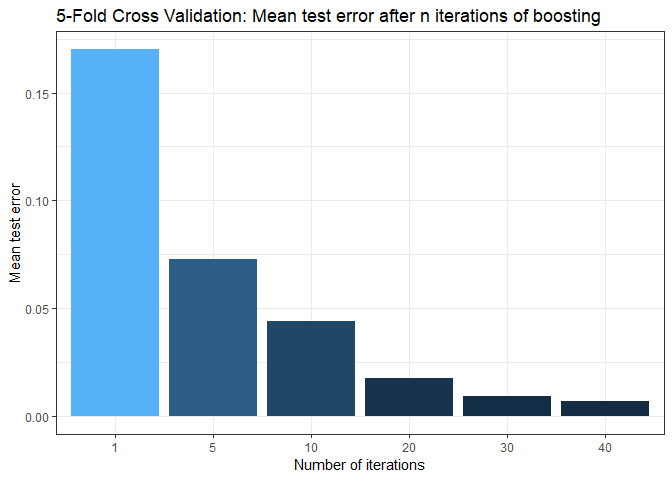 5-Fold Cross Validation: Mean test error after n iterations of boosting
Mean test error
0.15
0.10
0.05
0.00
1 5 10 20 30 40
Number of iterations